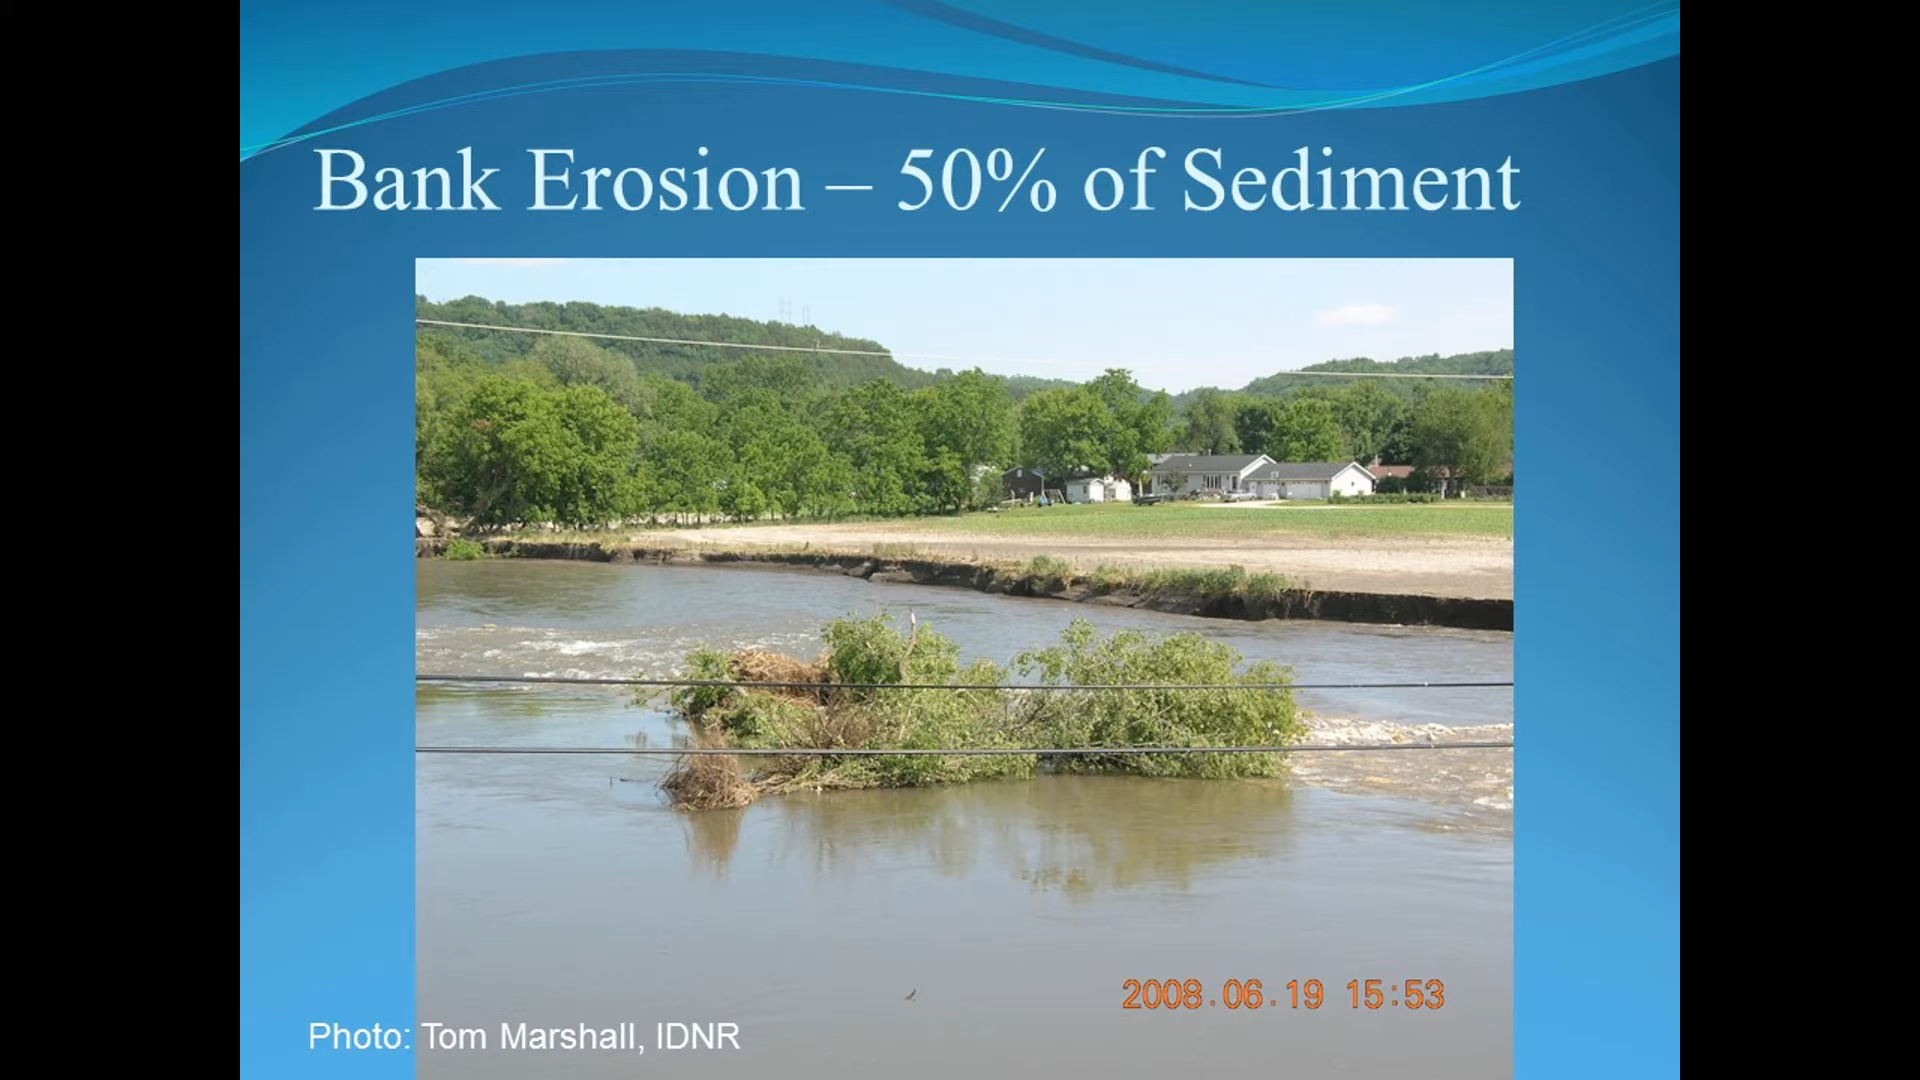 Bank Erosion – 50% of Sediment
2008.06.19 15:53
Photo: Tom Marshall, IDNR